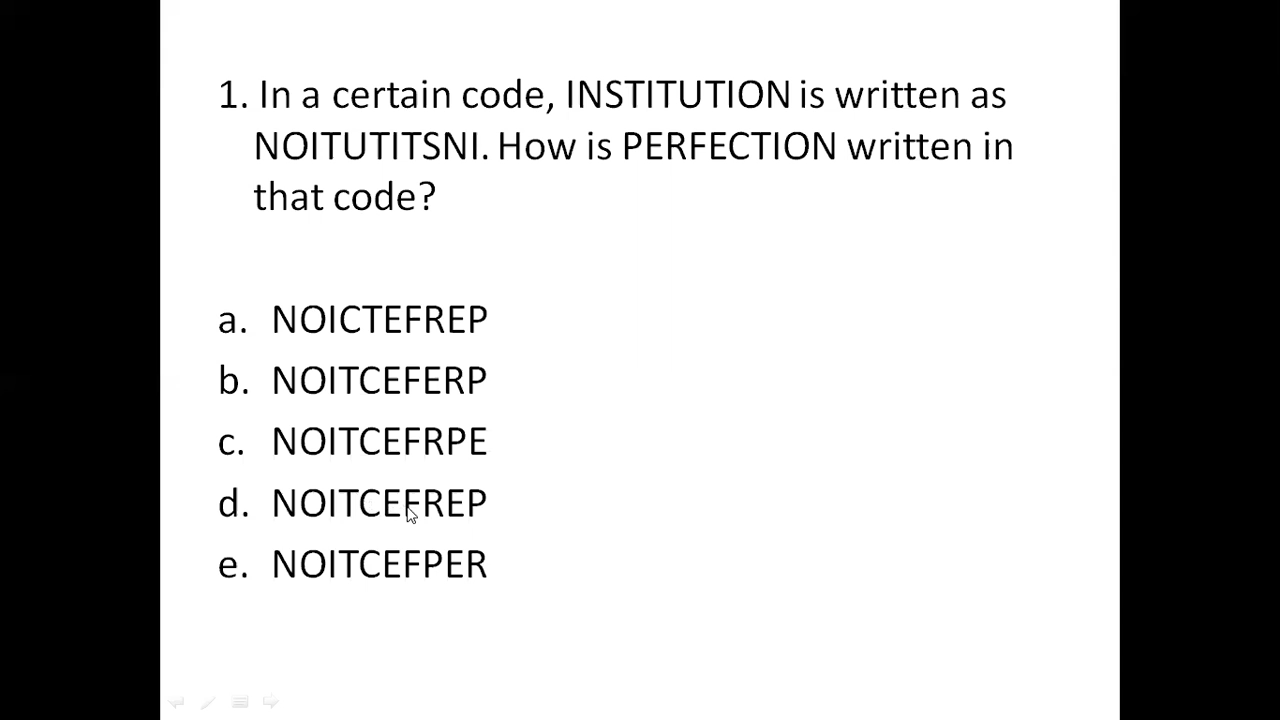 1. In a certain code, INSTITUTION is written as
NOITUTITSNI. How is PERFECTION written in
that code?
a. NOICTEFREP
b. NOITCEFERP
c. NOITCEFRPE
d. NOITCEFREP
e. NOITCEFPER